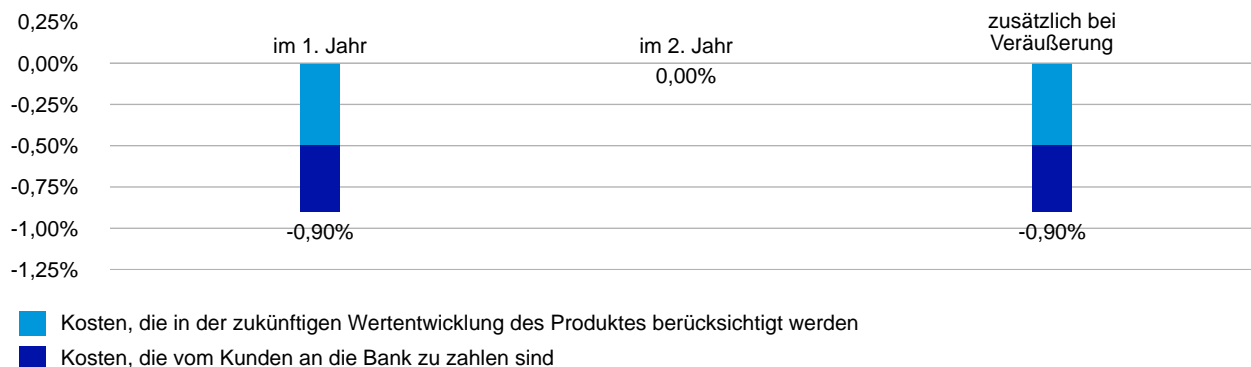 0,25%
im 1. Jahr
im 2. Jahr
zusätzlich bei
Veräußerung
0,00%
0,00%
-0,25%
-0,50%
-0,75%
-1,00%
-0,90%
-0,90%
-1,25%
Kosten, die in der zukünftigen Wertentwicklung des Produktes berücksichtigt werden
Kosten, die vom Kunden an die Bank zu zahlen sind